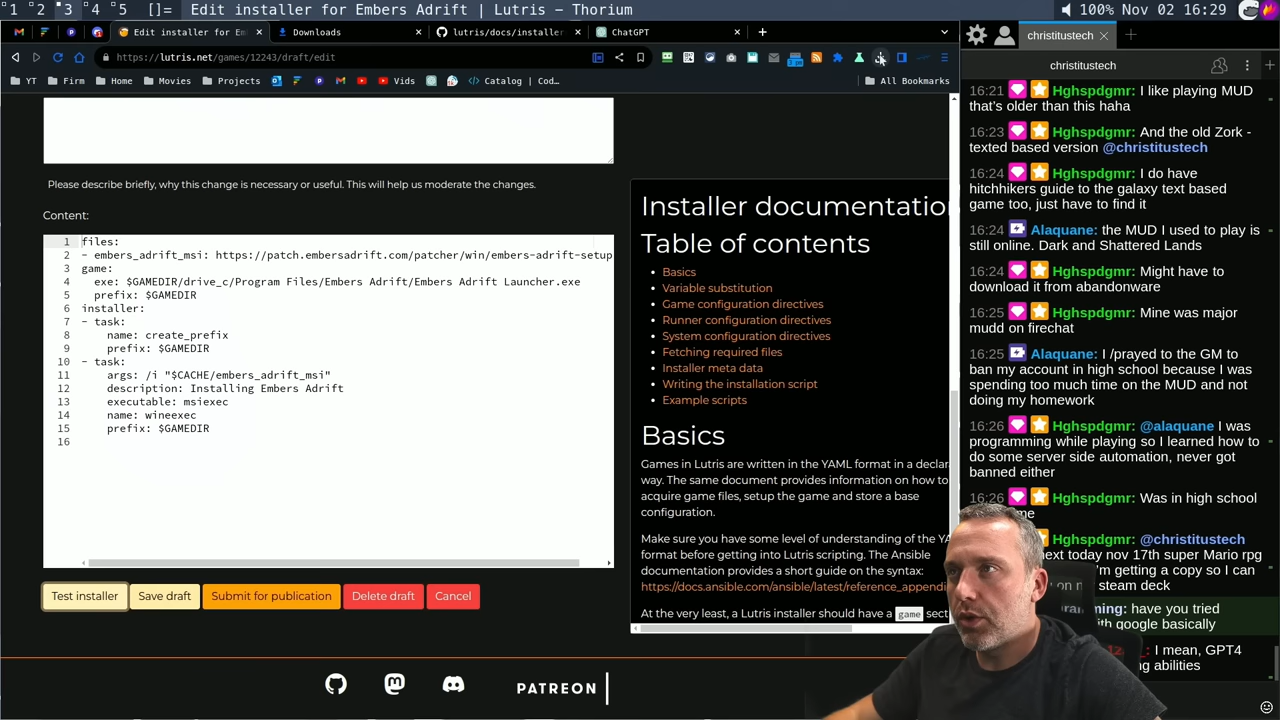 1 2 3 4 5 []= Edit installer for Embers Adrift | Lutris – Thorium 100% Nov 02 16:29
Edit installer for Em Downloads lutris/docs/installer ChatGPT
https://lutris.net/games/12243/draft/edit
YT Firm Home Movies Projects Vids Catalog | Cod... All Bookmarks
Please describe briefly, why this change is necessary or useful. This will help us moderate the changes.
Content:
1 files:
2 - embers_adrift_msi: https://patch.embersadrift.com/patcher/win/embers-adrift-setup
3 game:
4 exe: $GAMEDIR/drive_c/Program Files/Embers Adrift/Embers Adrift Launcher.exe
5 prefix: $GAMEDIR
6 installer:
7 - task:
8 name: create_prefix
9 prefix: $GAMEDIR
10 - task:
11 args: /i "$CACHE/embers_adrift_msi"
12 description: Installing Embers Adrift
13 executable: msiexec
14 name: wineexec
15 prefix: $GAMEDIR
16
Test installer Save draft Submit for publication Delete draft Cancel
PATREON
Installer documentation
Table of contents
Basics
Variable substitution
Game configuration directives
Runner configuration directives
System configuration directives
Fetching required files
Installer meta data
Writing the installation script
Example scripts
Basics
Games in Lutris are written in the YAML format in a declar
way. The same document provides information on how to
acquire game files, setup the game and store a base
configuration.
Make sure you have some level of understanding of the YA
format before getting into Lutris scripting. The Ansible
documentation provides a short guide on the syntax:
https://docs.ansible.com/ansible/latest/reference_appendi
At the very least, a Lutris installer should have a game sect
christitustech
christitustech
16:21 Hghspdgmr: I like playing MUD
that's older than this haha
16:23 Hghspdgmr: And the old Zork -
texted based version @christitustech
16:24 Hghspdgmr: I do have
hitchhikers guide to the galaxy text based
game too, just have to find it
16:24 Alaquane: the MUD I used to play is
still online. Dark and Shattered Lands
16:24 Hghspdgmr: Might have to
download it from abandonware
16:25 Hghspdgmr: Mine was major
mudd on firechat
16:25 Alaquane: I /prayed to the GM to
ban my account in high school because I was
spending too much time on the MUD and not
doing my homework
16:26 Hghspdgmr: @alaquane I was
programming while playing so I learned how to
do some server side automation, never got
banned either
16:26 Hghspdgmr: Was in high school
me
Hghspdgmr: @christitustech
next today nov 17th super Mario rpg
I'm getting a copy so I can
on steam deck
amming: have you tried
with google basically
I mean, GPT4
abilities